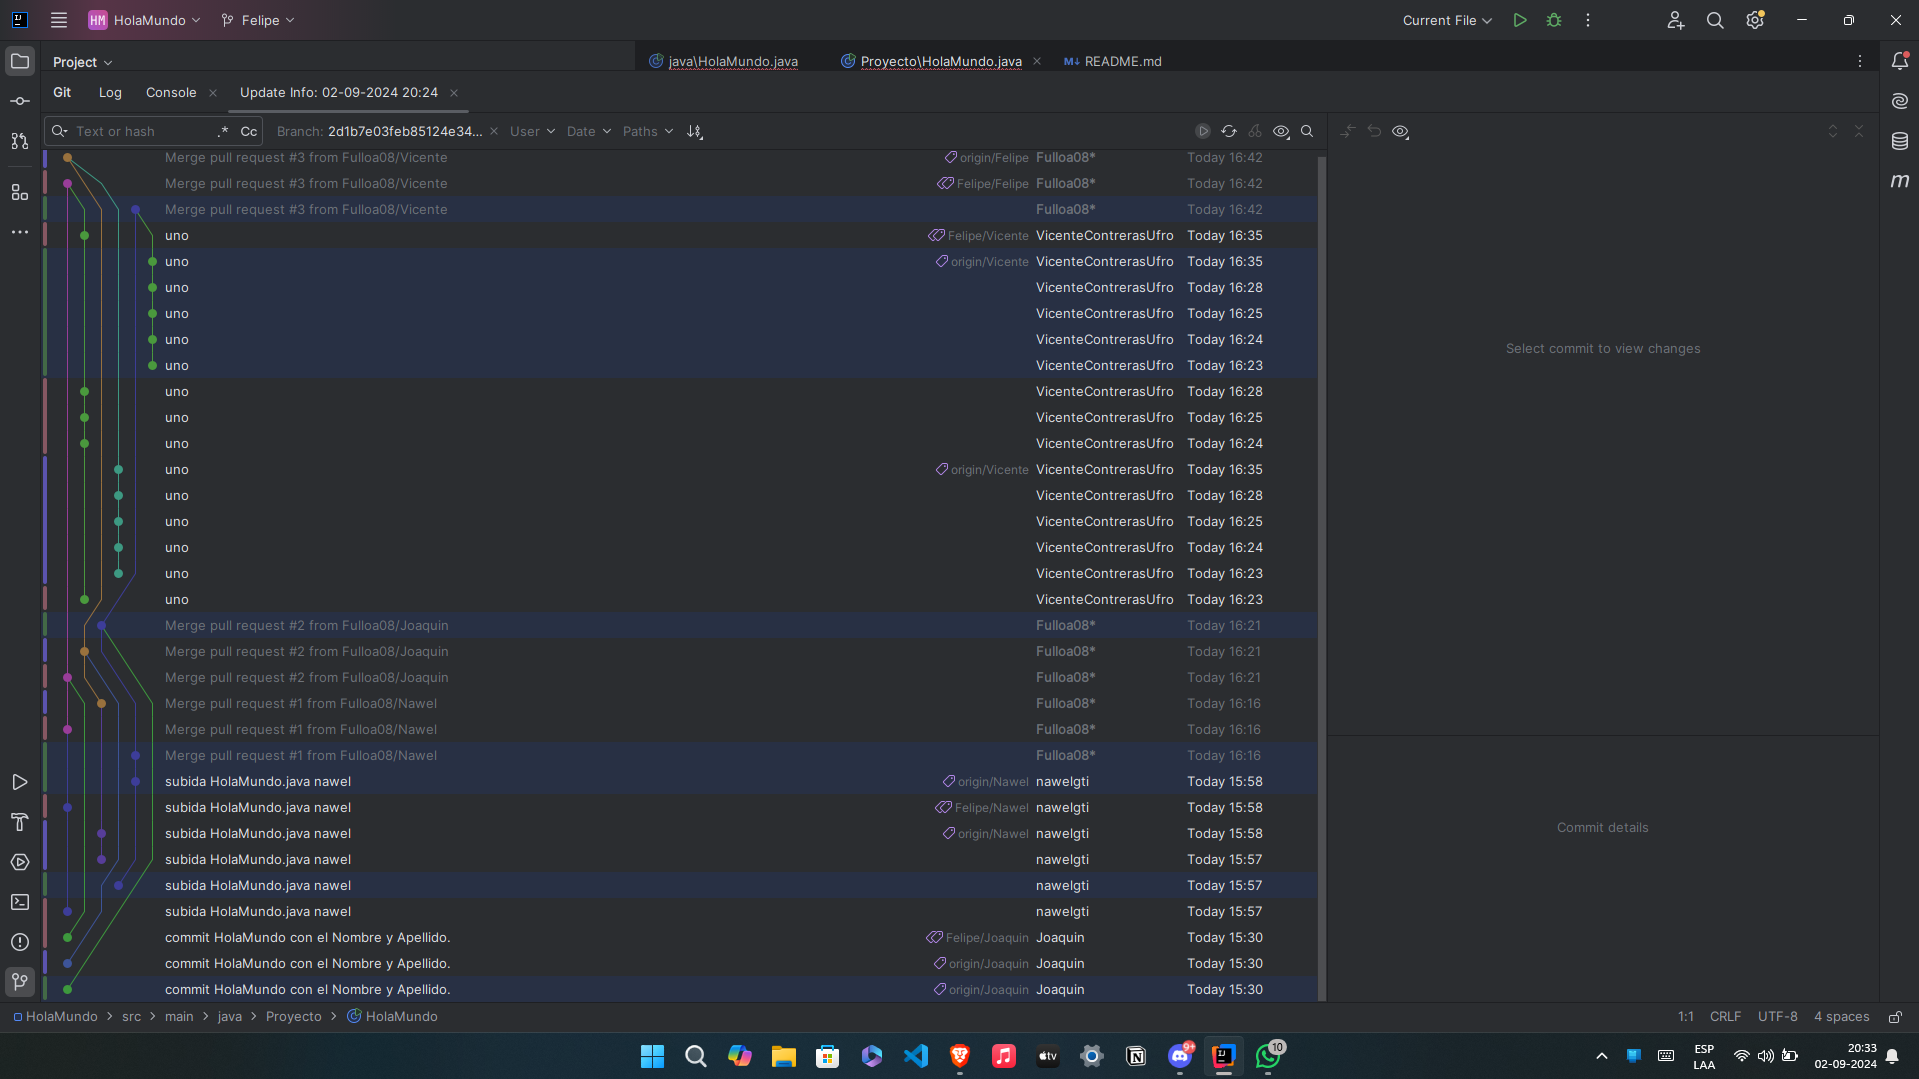 HM HolaMundo Felipe Current File
Project java\HolaMundo.java Proyecto\HolaMundo.java M↓ README.md
Git Log Console Update Info: 02-09-2024 20:24
Text or hash .* Cc Branch: 2d1b7e03feb85124e34... User Date Paths
Merge pull request #3 from Fulloa08/Vicente origin/Felipe Fulloa08* Today 16:42
Merge pull request #3 from Fulloa08/Vicente Felipe/Felipe Fulloa08* Today 16:42
Merge pull request #3 from Fulloa08/Vicente Fulloa08* Today 16:42
uno Felipe/Vicente VicenteContrerasUfro Today 16:35
uno origin/Vicente VicenteContrerasUfro Today 16:35
uno VicenteContrerasUfro Today 16:28
uno VicenteContrerasUfro Today 16:25
uno VicenteContrerasUfro Today 16:24
uno VicenteContrerasUfro Today 16:23
uno VicenteContrerasUfro Today 16:28
uno VicenteContrerasUfro Today 16:25
uno VicenteContrerasUfro Today 16:24
uno origin/Vicente VicenteContrerasUfro Today 16:35
uno VicenteContrerasUfro Today 16:28
uno VicenteContrerasUfro Today 16:25
uno VicenteContrerasUfro Today 16:24
uno VicenteContrerasUfro Today 16:23
uno VicenteContrerasUfro Today 16:23
Merge pull request #2 from Fulloa08/Joaquin Fulloa08* Today 16:21
Merge pull request #2 from Fulloa08/Joaquin Fulloa08* Today 16:21
Merge pull request #2 from Fulloa08/Joaquin Fulloa08* Today 16:21
Merge pull request #1 from Fulloa08/Nawel Fulloa08* Today 16:16
Merge pull request #1 from Fulloa08/Nawel Fulloa08* Today 16:16
Merge pull request #1 from Fulloa08/Nawel Fulloa08* Today 16:16
subida HolaMundo.java nawel origin/Nawel nawelgti Today 15:58
subida HolaMundo.java nawel Felipe/Nawel nawelgti Today 15:58
subida HolaMundo.java nawel origin/Nawel nawelgti Today 15:58
subida HolaMundo.java nawel nawelgti Today 15:57
subida HolaMundo.java nawel nawelgti Today 15:57
subida HolaMundo.java nawel nawelgti Today 15:57
commit HolaMundo con el Nombre y Apellido. Felipe/Joaquin Joaquin Today 15:30
commit HolaMundo con el Nombre y Apellido. origin/Joaquin Joaquin Today 15:30
commit HolaMundo con el Nombre y Apellido. origin/Joaquin Joaquin Today 15:30
Select commit to view changes
Commit details
m
HolaMundo > src > main > java > Proyecto > HolaMundo 1:1 CRLF UTF-8 4 spaces
tv 9+ IJ 10 ESP LAA 20:33
02-09-2024